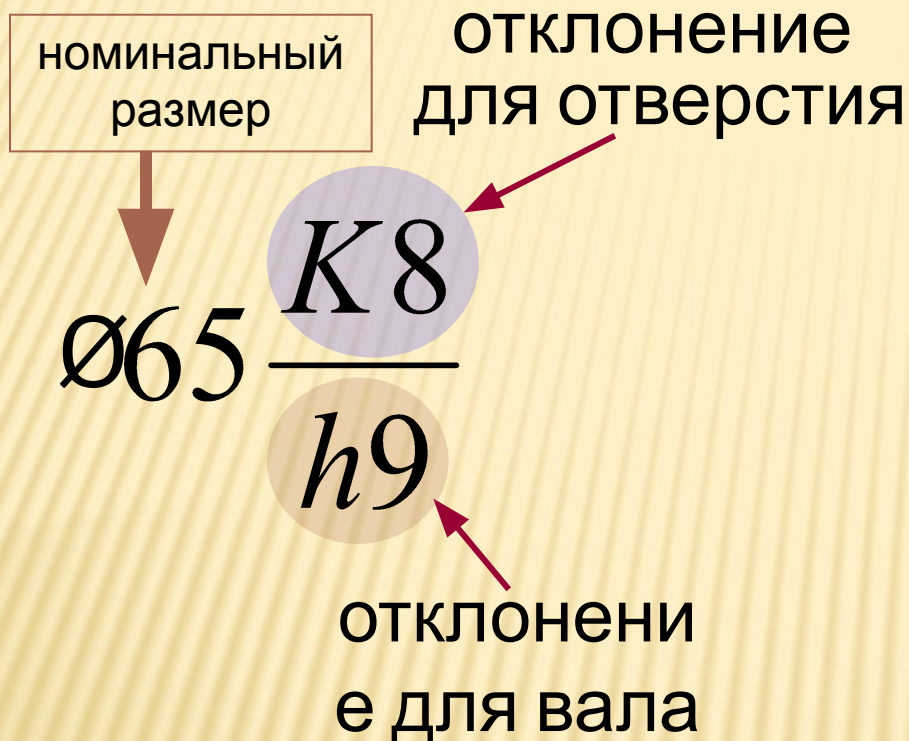 номинальный
размер
отклонение
для отверстия
Ø65 K8
h9
отклонени
е для вала